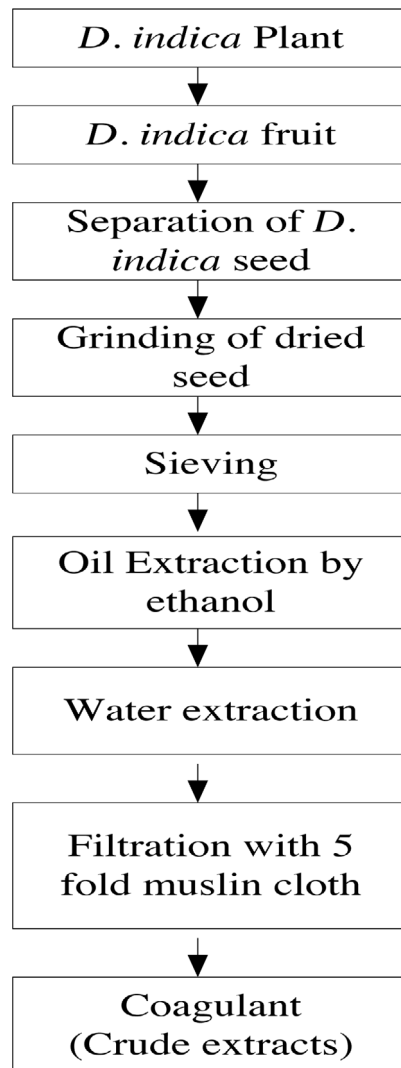 D. indica Plant
D. indica fruit
Separation of D.
indica seed
Grinding of dried
seed
Sieving
Oil Extraction by
ethanol
Water extraction
Filtration with 5
fold muslin cloth
Coagulant
(Crude extracts)